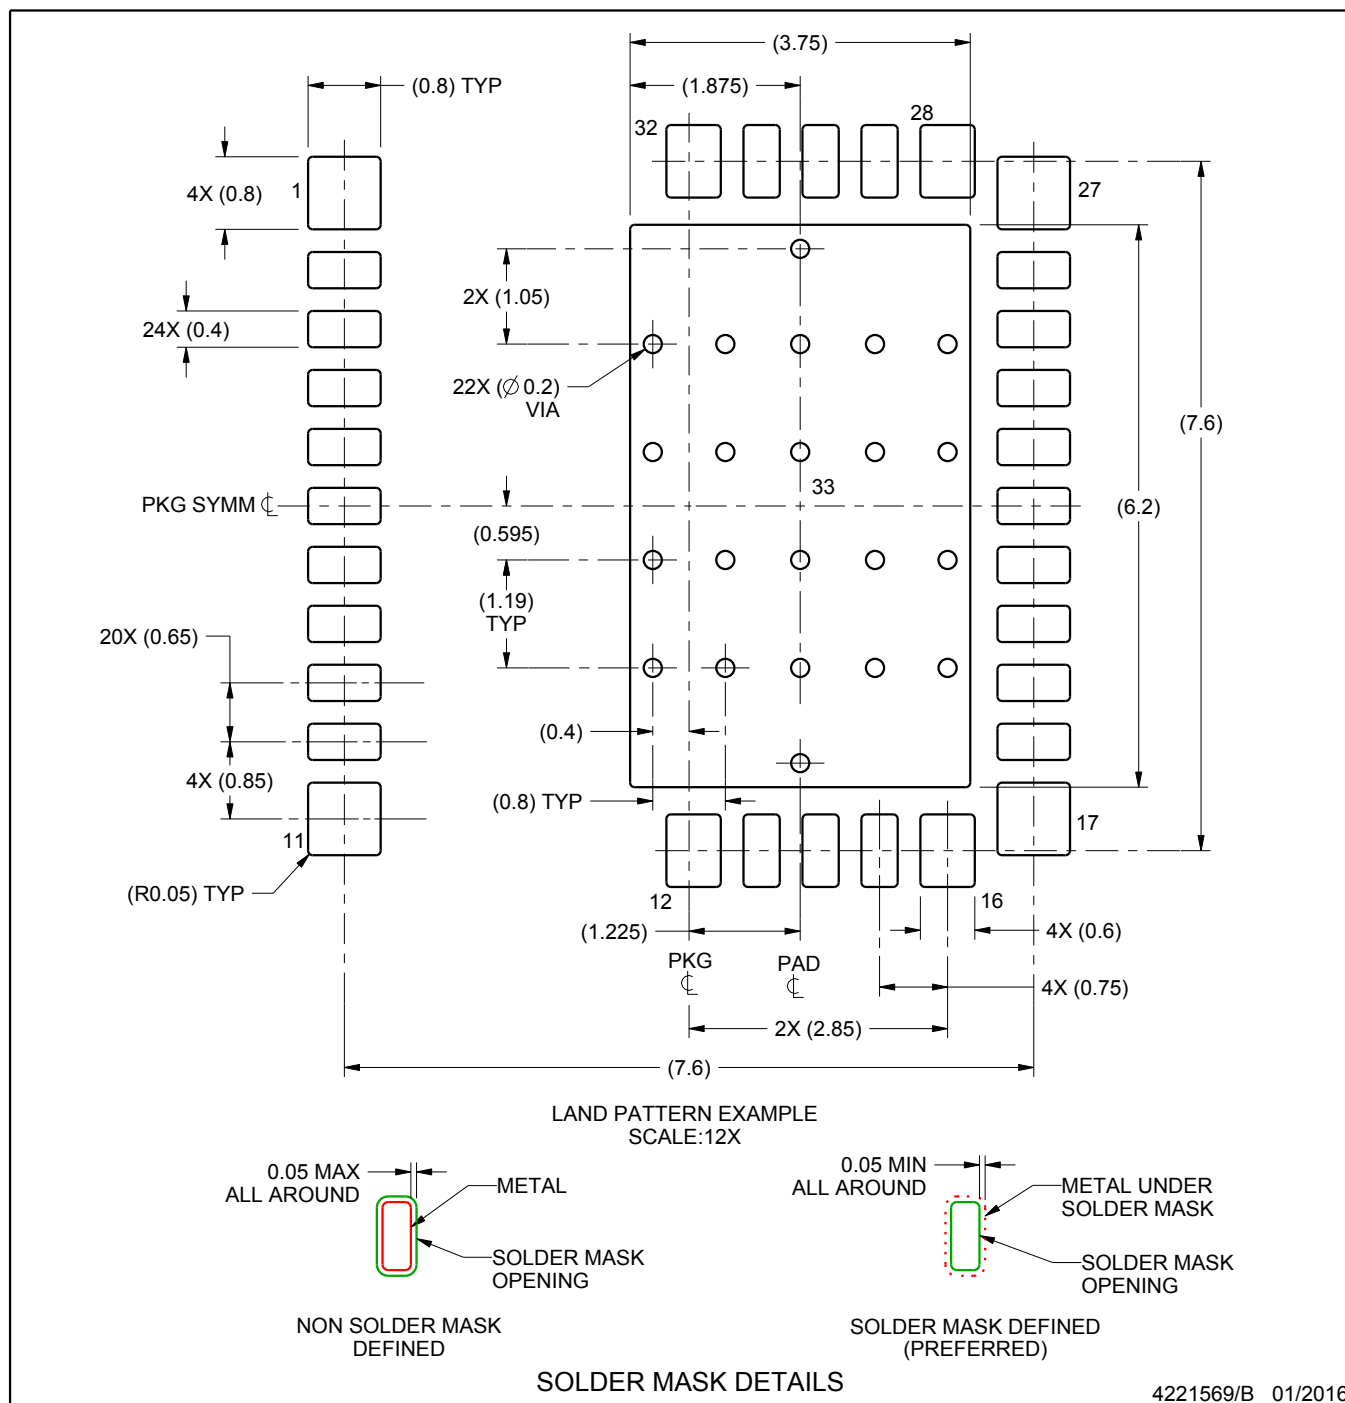 (3.75)
(0.8) TYP
(1.875)
32
28
1
4X (0.8)
27
2X (1.05)
24X (0.4)
22X (∅ 0.2)
VIA
(7.6)
33
PKG SYMM ℄
(6.2)
(0.595)
(1.19)
TYP
20X (0.65)
(0.4)
4X (0.85)
(0.8) TYP
11
17
(R0.05) TYP
12
16
(1.225)
4X (0.6)
PKG
℄
PAD
℄
4X (0.75)
2X (2.85)
(7.6)
LAND PATTERN EXAMPLE
SCALE:12X
0.05 MAX
ALL AROUND
METAL
SOLDER MASK
OPENING
NON SOLDER MASK
DEFINED
0.05 MIN
ALL AROUND
METAL UNDER
SOLDER MASK
SOLDER MASK
OPENING
SOLDER MASK DEFINED
(PREFERRED)
SOLDER MASK DETAILS
4221569/B 01/2016